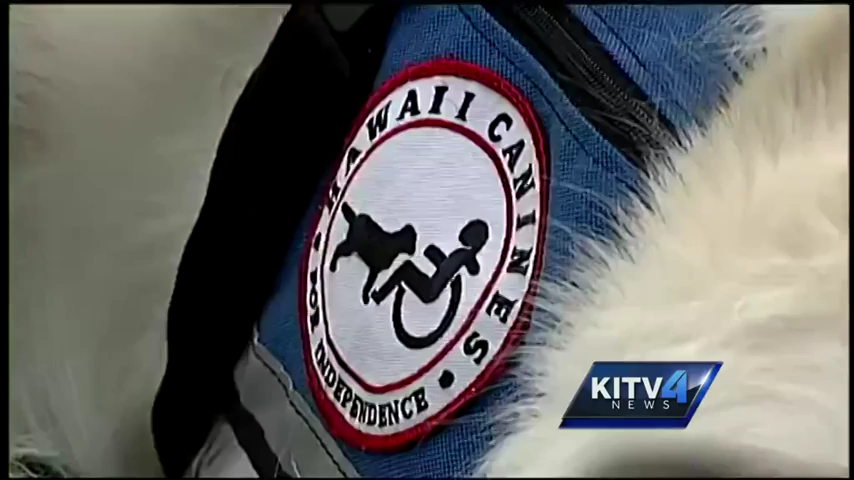 • HAWAII CANINES •
FOR INDEPENDENCE
KITV4
NEWS